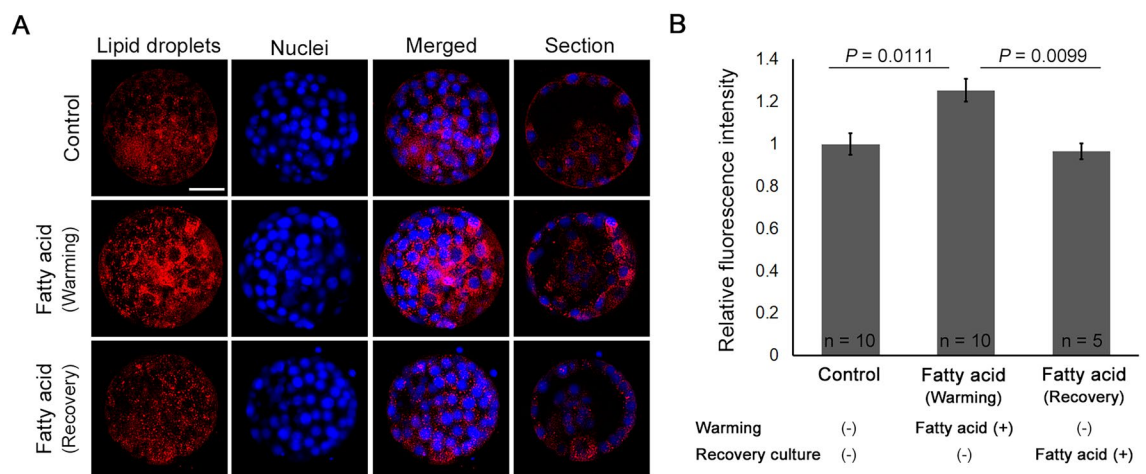 A
Lipid droplets Nuclei Merged Section
Control
Fatty acid
(Warming)
Fatty acid
(Recovery)
B
P = 0.0111 P = 0.0099
Relative fluorescence intensity
1.4
1.2
1
0.8
0.6
0.4
0.2
0
n = 10 n = 10 n = 5
Control Fatty acid Fatty acid
(Warming) (Recovery)
Warming (-) Fatty acid (+) (-)
Recovery culture (-) (-) Fatty acid (+)